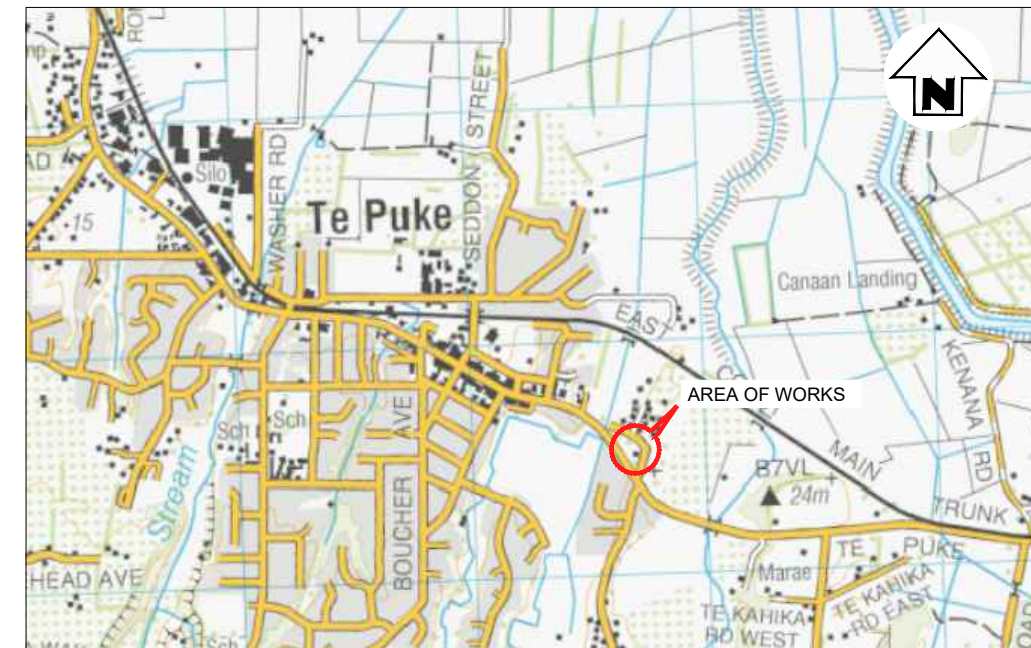 N
AD
WASHER RD
Silo
SEDDON STREET
Te Puke
15
Canaan Landing
EAST
AREA OF WORKS
KENANA RD
MAIN
TRUNK
B7VL
24m
Sch
Sch
BOUCHER AVE
Stream
HEAD AVE
TE PUKE
Marae
TE KAHIKA
RD WEST
TE KAHIKA
RD EAST
Sch